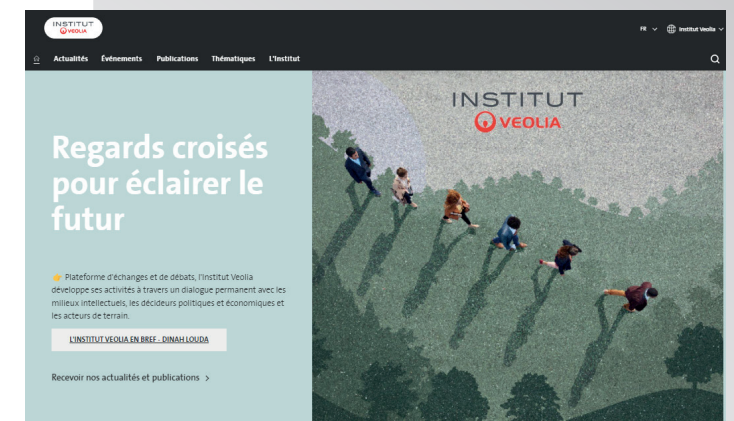 INSTITUT
VEOLIA
FR
Institut Veolia
Actualités Événements Publications Thématiques L'Institut
INSTITUT
VEOLIA
Regards croisés
pour éclairer le
futur
Plateforme d'échanges et de débats, l'Institut Veolia
développe ses activités à travers un dialogue permanent avec les
milieux intellectuels, les décideurs politiques et économiques et
les acteurs de terrain.
L'INSTITUT VEOLIA EN BREF - DINAH LOUDA
Recevoir nos actualités et publications >